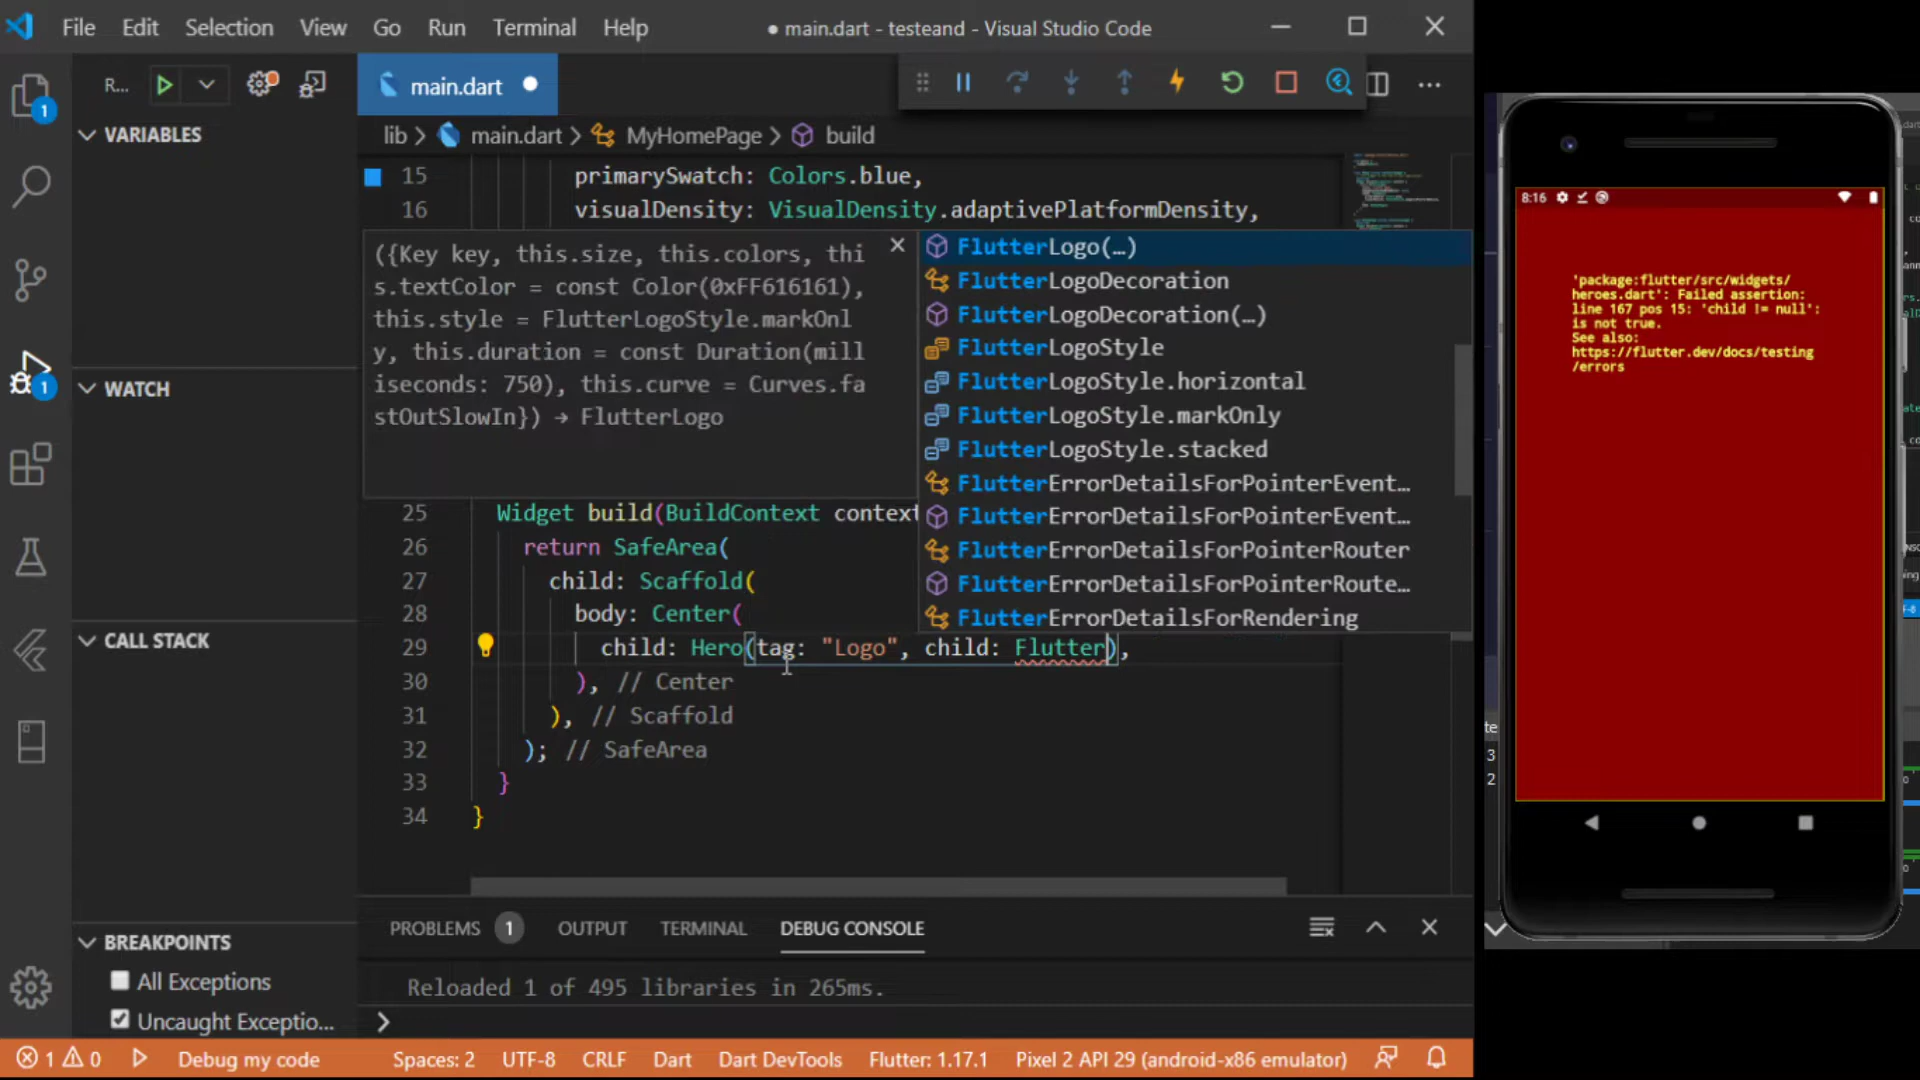 File Edit Selection View Go Run Terminal Help
● main.dart - testeand - Visual Studio Code
R...
main.dart
lib > main.dart > MyHomePage > build
VARIABLES
WATCH
CALL STACK
BREAKPOINTS
All Exceptions
Uncaught Exceptio...
1
1
15 primarySwatch: Colors.blue,
16 visualDensity: VisualDensity.adaptivePlatformDensity,
({Key key, this.size, this.colors, thi
s.textColor = const Color(0xFF616161),
this.style = FlutterLogoStyle.markOnl
y, this.duration = const Duration(mill
iseconds: 750), this.curve = Curves.fa
stOutSlowIn}) → FlutterLogo
FlutterLogo(…)
FlutterLogoDecoration
FlutterLogoDecoration(…)
FlutterLogoStyle
FlutterLogoStyle.horizontal
FlutterLogoStyle.markOnly
FlutterLogoStyle.stacked
FlutterErrorDetailsForPointerEvent…
FlutterErrorDetailsForPointerEvent…
FlutterErrorDetailsForPointerRouter
FlutterErrorDetailsForPointerRoute…
FlutterErrorDetailsForRendering
25 Widget build(BuildContext context
26 return SafeArea(
27 child: Scaffold(
28 body: Center(
29 child: Hero(tag: "Logo", child: Flutter),
30 ), // Center
31 ), // Scaffold
32 ); // SafeArea
33 }
34 }
PROBLEMS 1 OUTPUT TERMINAL DEBUG CONSOLE
Reloaded 1 of 495 libraries in 265ms.
1 0 Debug my code Spaces: 2 UTF-8 CRLF Dart Dart DevTools Flutter: 1.17.1 Pixel 2 API 29 (android-x86 emulator)
8:16
'package:flutter/src/widgets/
heroes.dart': Failed assertion:
line 167 pos 15: 'child != null':
is not true.
See also:
https://flutter.dev/docs/testing
/errors
te
3
2